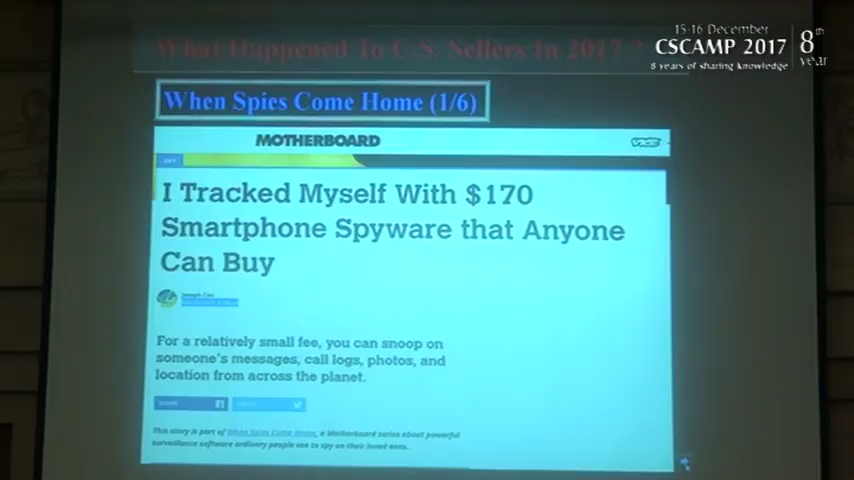 What Happened To C.S. Sellers In 2017
15-16 December
CSCAMP 2017
8 years of sharing knowledge
8th
year
When Spies Come Home (1/6)
MOTHERBOARD
VICE
I Tracked Myself With $170
Smartphone Spyware that Anyone
Can Buy
Joseph Cox
For a relatively small fee, you can snoop on
someone's messages, call logs, photos, and
location from across the planet.
This story is part of When Spies Come Home, a Motherboard series about powerful
surveillance software ordinary people use to spy on their loved ones.